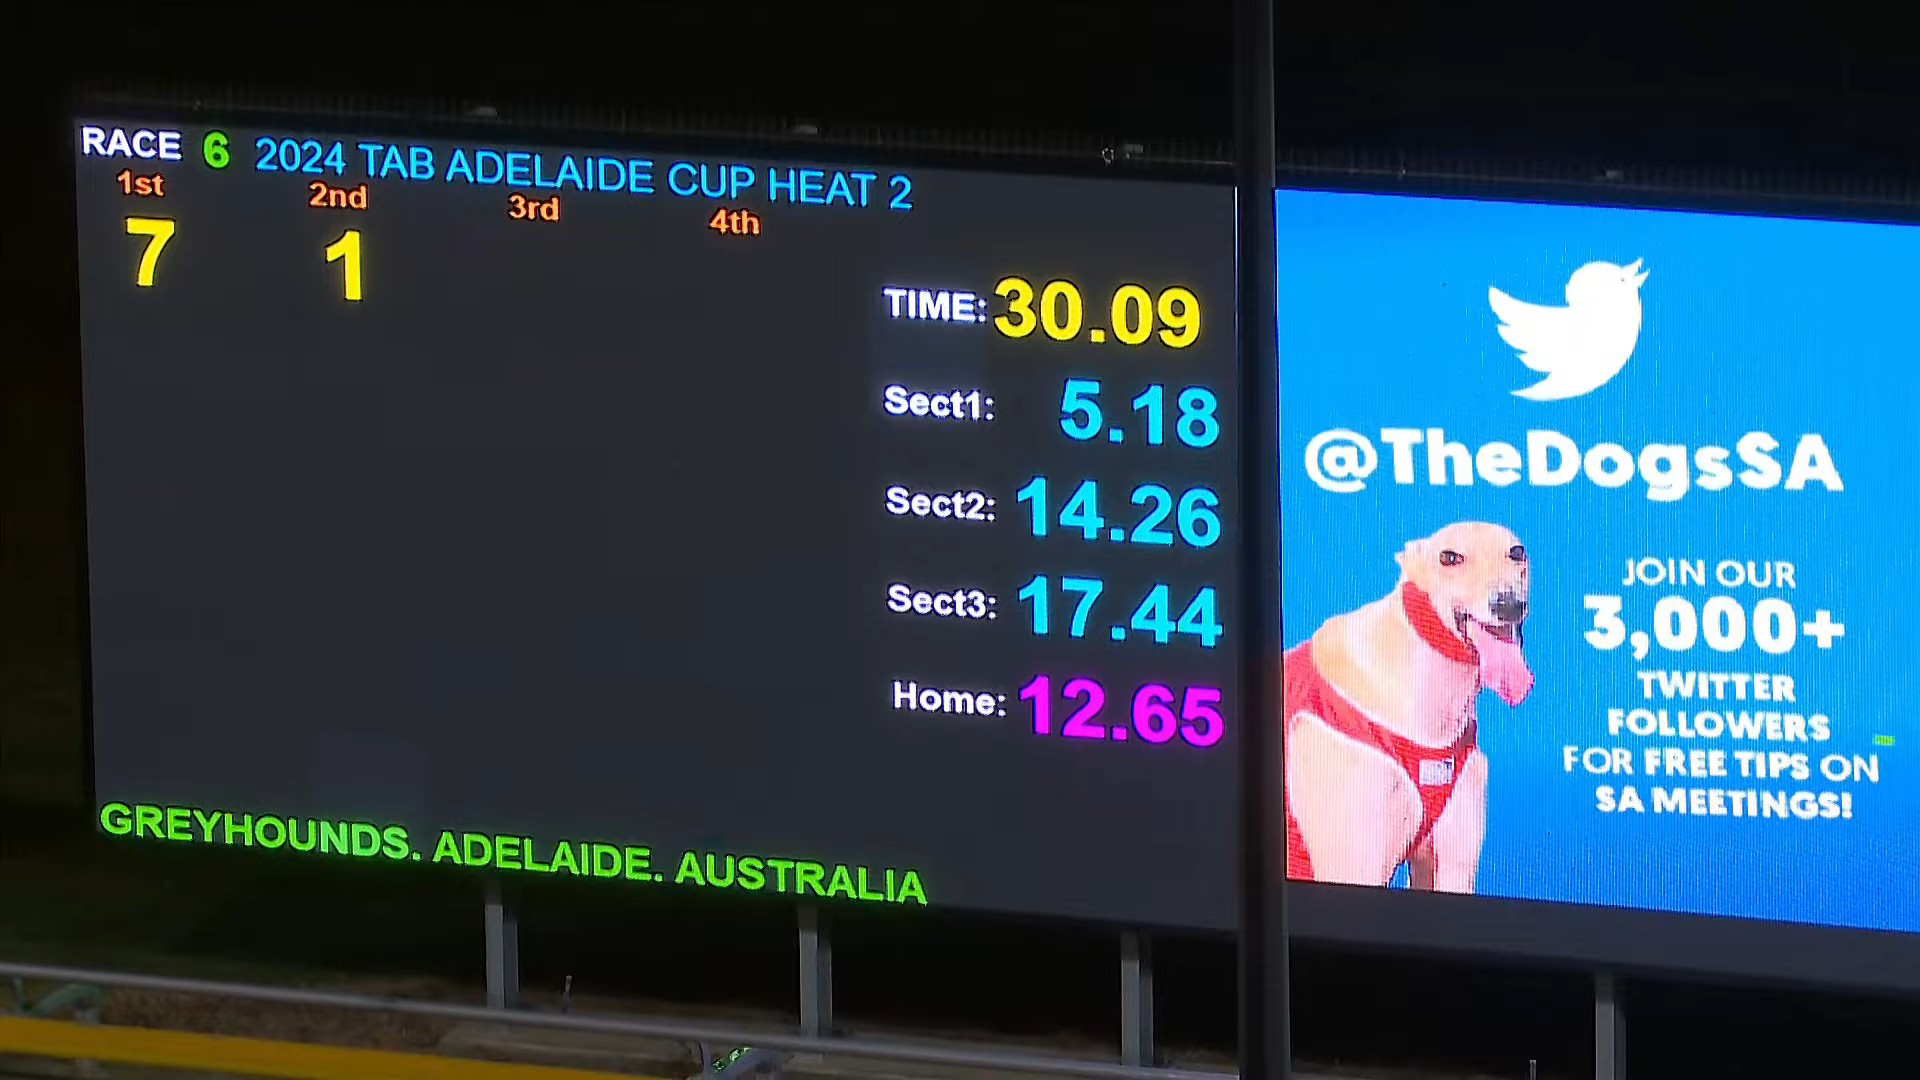 RACE 6 2024 TAB ADELAIDE CUP HEAT 2
1st 2nd 3rd 4th
7 1
TIME: 30.09
Sect1: 5.18
Sect2: 14.26
Sect3: 17.44
Home: 12.65
GREYHOUNDS. ADELAIDE. AUSTRALIA
@TheDogsSA
JOIN OUR
3,000+
TWITTER
FOLLOWERS
FOR FREE TIPS ON
SA MEETINGS!